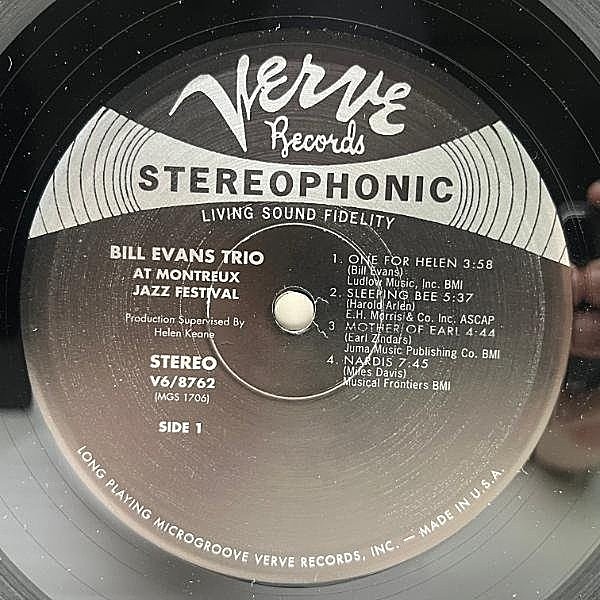 Verve
Records
STEREOPHONIC
LIVING SOUND FIDELITY
BILL EVANS TRIO
AT MONTREUX
JAZZ FESTIVAL
Production Supervised By
Helen Keane
STEREO
V6/8762
(MGS 1706)
SIDE 1
1. ONE FOR HELEN 3:58
(Bill Evans)
Ludlow Music, Inc. BMI
2. SLEEPING BEE 5:37
(Harold Arlen)
E.H. Morris & Co. Inc. ASCAP
3 MOTHER OF EARL 4:44
(Earl Zindars)
Juma Music Publishing Co. BMI
4. NARDIS 7:45
(Miles Davis)
Musical Frontiers BMI
LONG PLAYING MICROGROOVE VERVE RECORDS, INC. — MADE IN U.S.A.